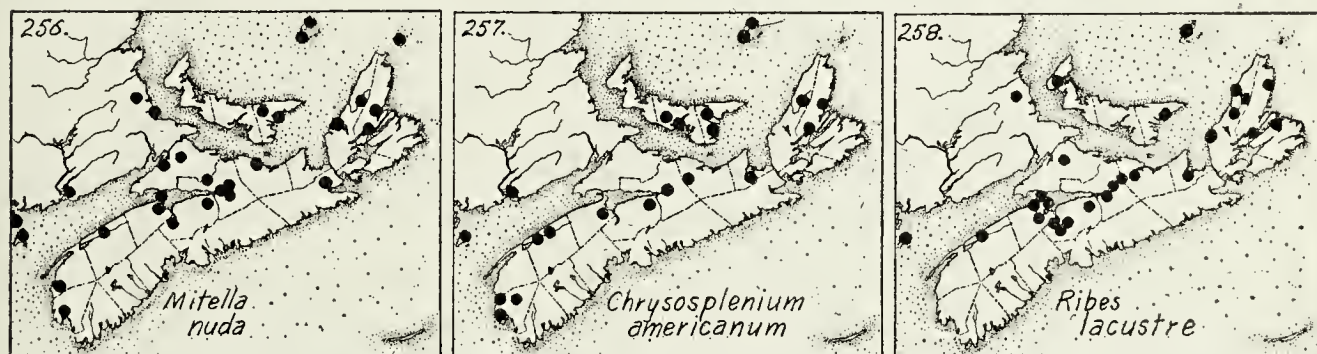 256.
Mitella
nuda
257.
Chrysosplenium
americanum
258.
Ribes
lacustre